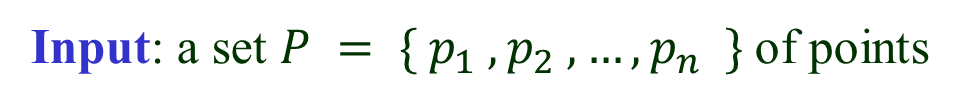 Input: a set P = { p₁ , p₂ , … , pₙ } of points